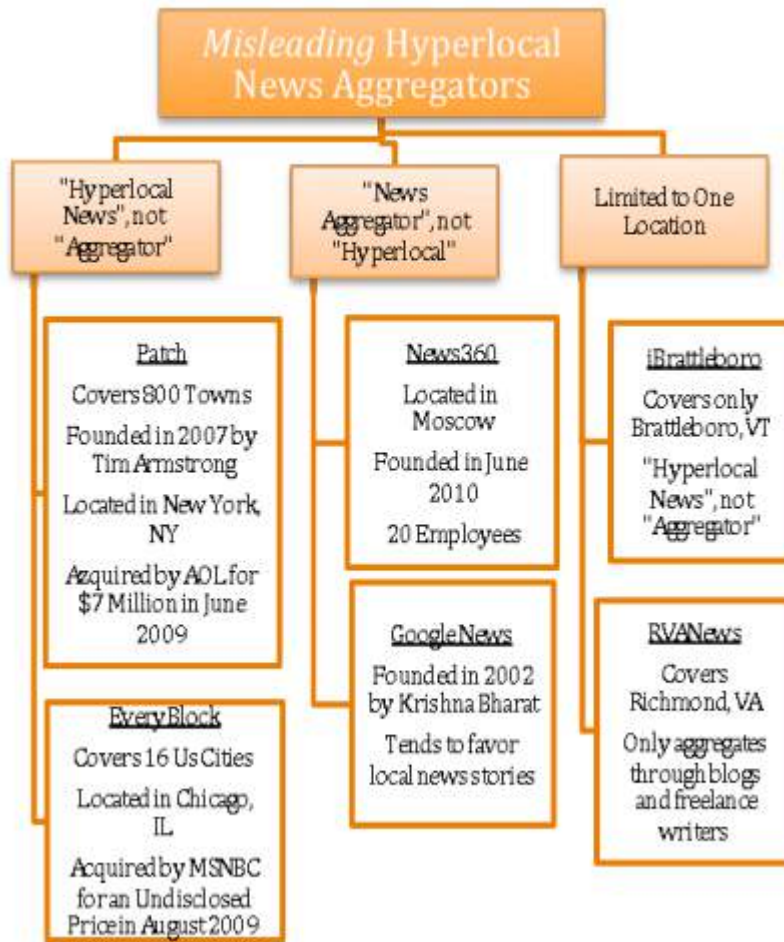 Misleading Hyperlocal
News Aggregators
"Hyperlocal
News", not
"Aggregator"
Patch
Covers 800 Towns
Founded in 2007 by
Tim Armstrong
Located in New York,
NY
Azquired by AOL for
$7 Million in June
2009
EveryBlock
Covers 16 Us Cities
Located in Chicago,
IL
Acquired by MSNBC
for an Undisclosed
Price in August 2009
"News
Aggregator", not
"Hyperlocal"
News360
Located in
Moscow
Founded in June
2010
20 Employees
Google News
Founded in 2002
by Krishna Bharat
Tends to favor
local news stories
Limited to One
Location
iBrattleboro
Covers only
Brattleboro, VT
"Hyperlocal
News", not
"Aggregator"
RVANews
Covers
Richmond, VA
Only aggregates
through blogs
and freelance
writers